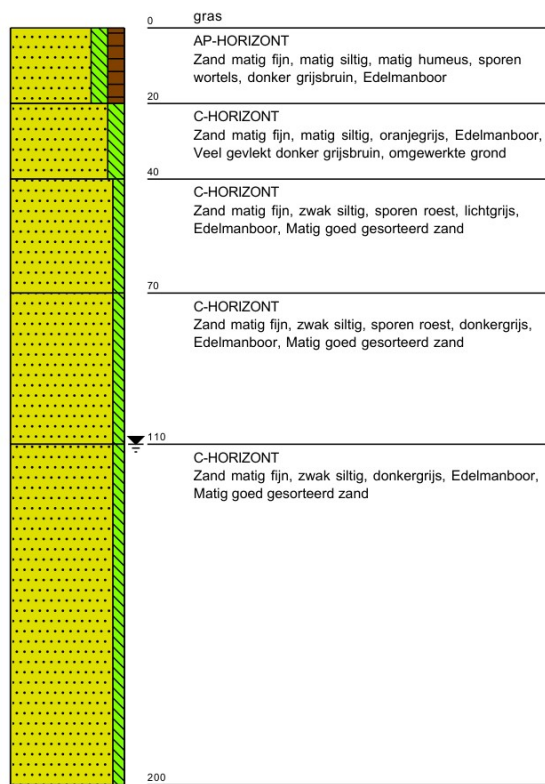 0
gras
AP-HORIZONT
Zand matig fijn, matig siltig, matig humeus, sporen
wortels, donker grijsbruin, Edelmanboor
20
C-HORIZONT
Zand matig fijn, matig siltig, oranjegrijs, Edelmanboor,
Veel gevlekt donker grijsbruin, omgewerkte grond
40
C-HORIZONT
Zand matig fijn, zwak siltig, sporen roest, lichtgrijs,
Edelmanboor, Matig goed gesorteerd zand
70
C-HORIZONT
Zand matig fijn, zwak siltig, sporen roest, donkergrijs,
Edelmanboor, Matig goed gesorteerd zand
110
C-HORIZONT
Zand matig fijn, zwak siltig, donkergrijs, Edelmanboor,
Matig goed gesorteerd zand
200